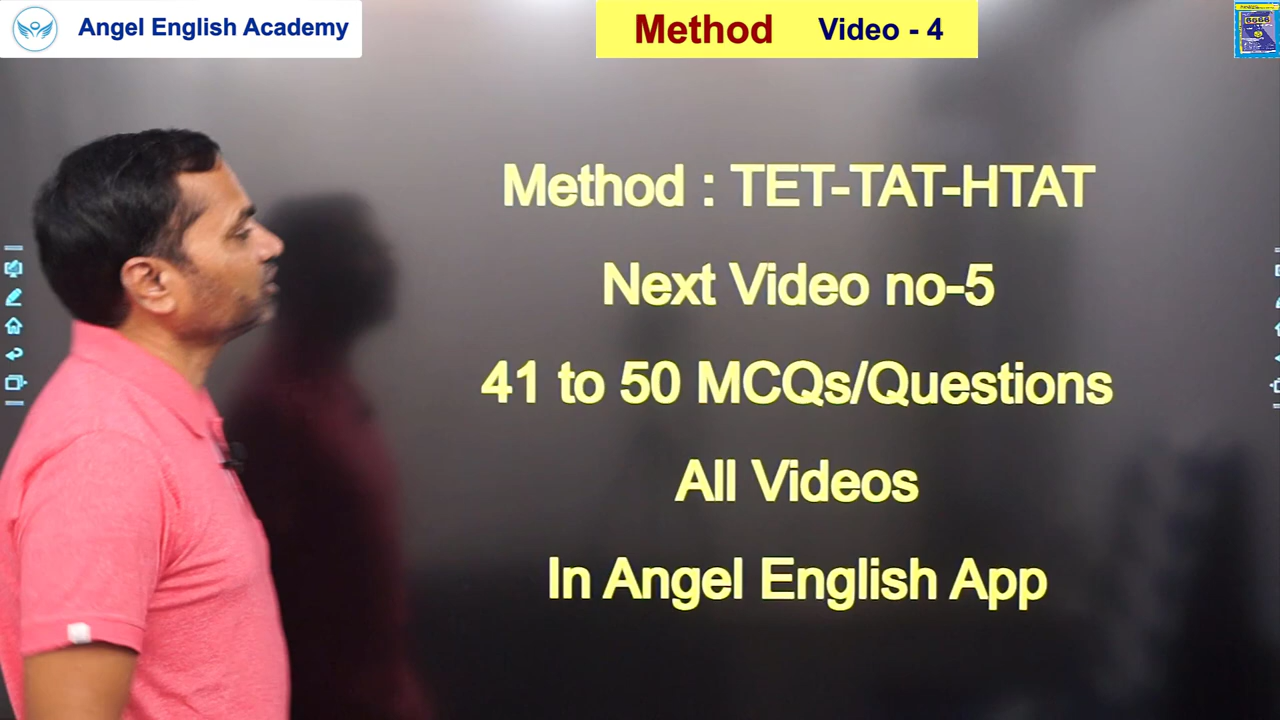 Angel English Academy
Method Video - 4
6666
Method : TET-TAT-HTAT
Next Video no-5
41 to 50 MCQs/Questions
All Videos
In Angel English App